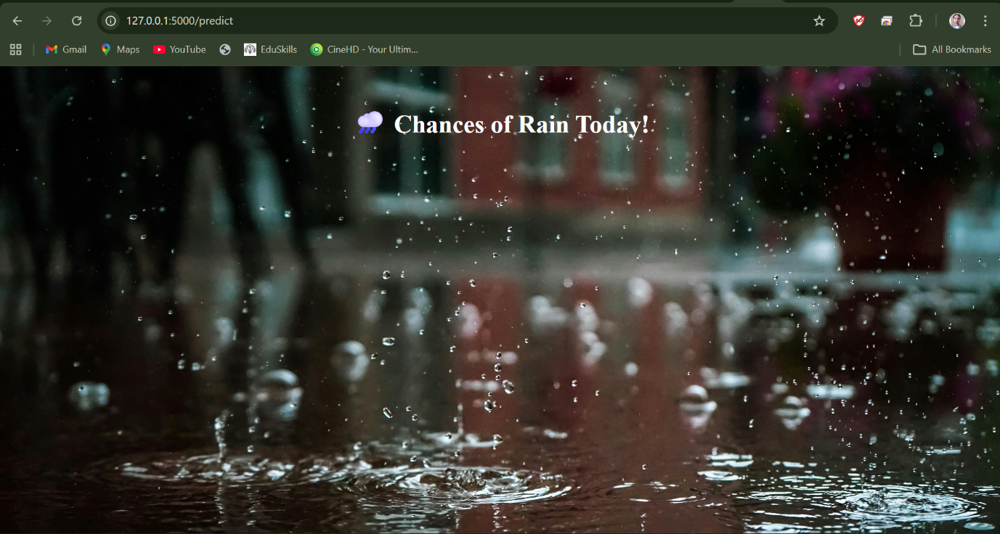 127.0.0.1:5000/predict
Gmail
Maps
YouTube
EduSkills
CineHD - Your Ultim...
All Bookmarks
🌧️ Chances of Rain Today!